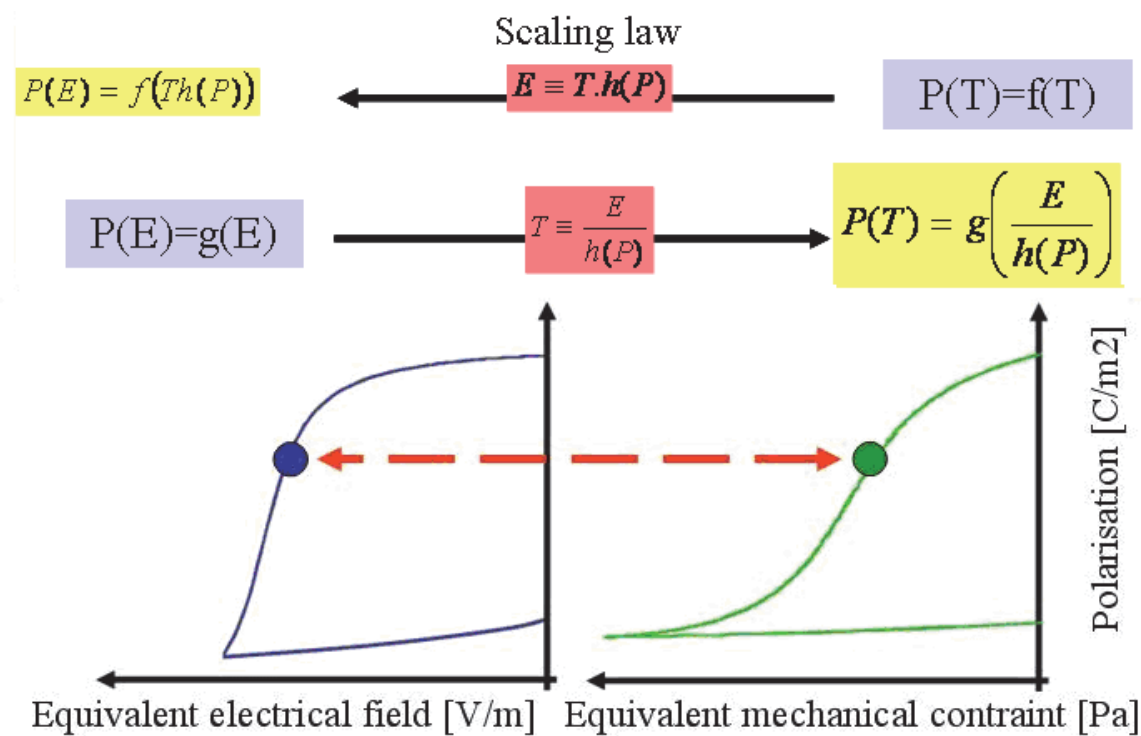 Scaling law
P(E) = f(Th(P))
E ≡ T.h(P)
P(T)=f(T)
P(E)=g(E)
T ≡ E / h(P)
P(T) = g(E / h(P))
Polarisation [C/m2]
Equivalent electrical field [V/m]
Equivalent mechanical contraint [Pa]